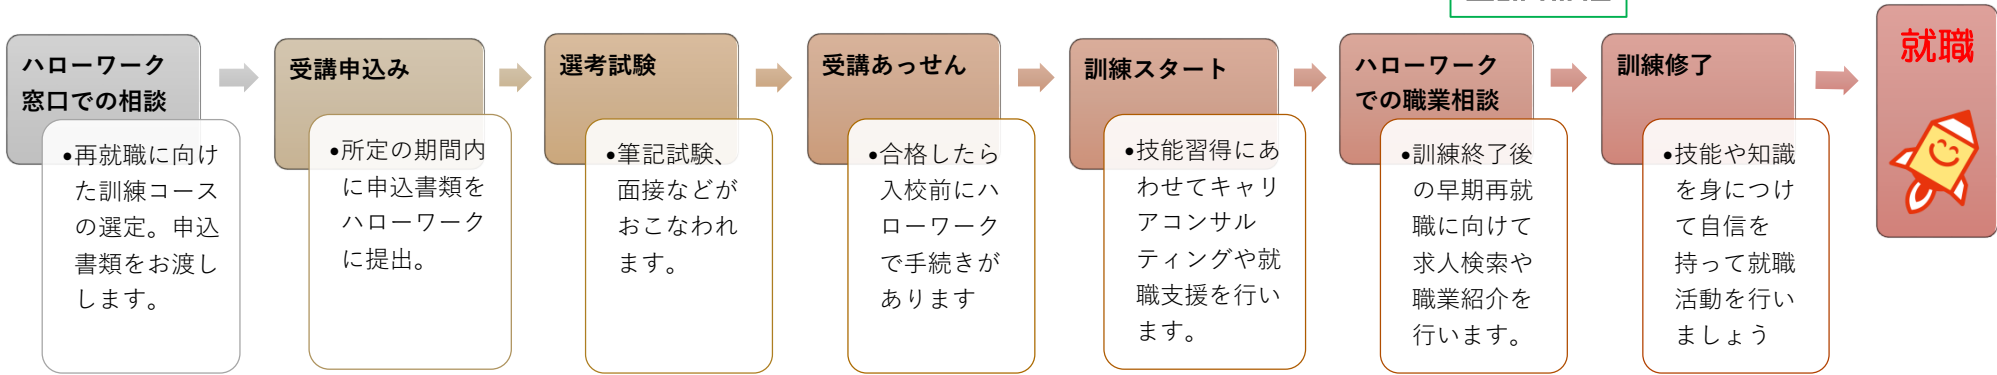 ハローワーク
窓口での相談
•再就職に向け
た訓練コース
の選定。申込
書類をお渡し
します。
受講申込み
•所定の期間内
に申込書類を
ハローワーク
に提出。
選考試験
•筆記試験、
面接などが
おこなわれ
ます。
受講あっせん
•合格したら
入校前にハ
ローワーク
で手続きが
あります
訓練スタート
•技能習得にあ
わせてキャリ
アコンサル
ティングや就
職支援を行い
ます。
ハローワーク
での職業相談
•訓練終了後
の早期再就
職に向けて
求人検索や
職業紹介を
行います。
訓練修了
•技能や知識
を身につけ
て自信を
持って就職
活動を行い
ましょう
就職